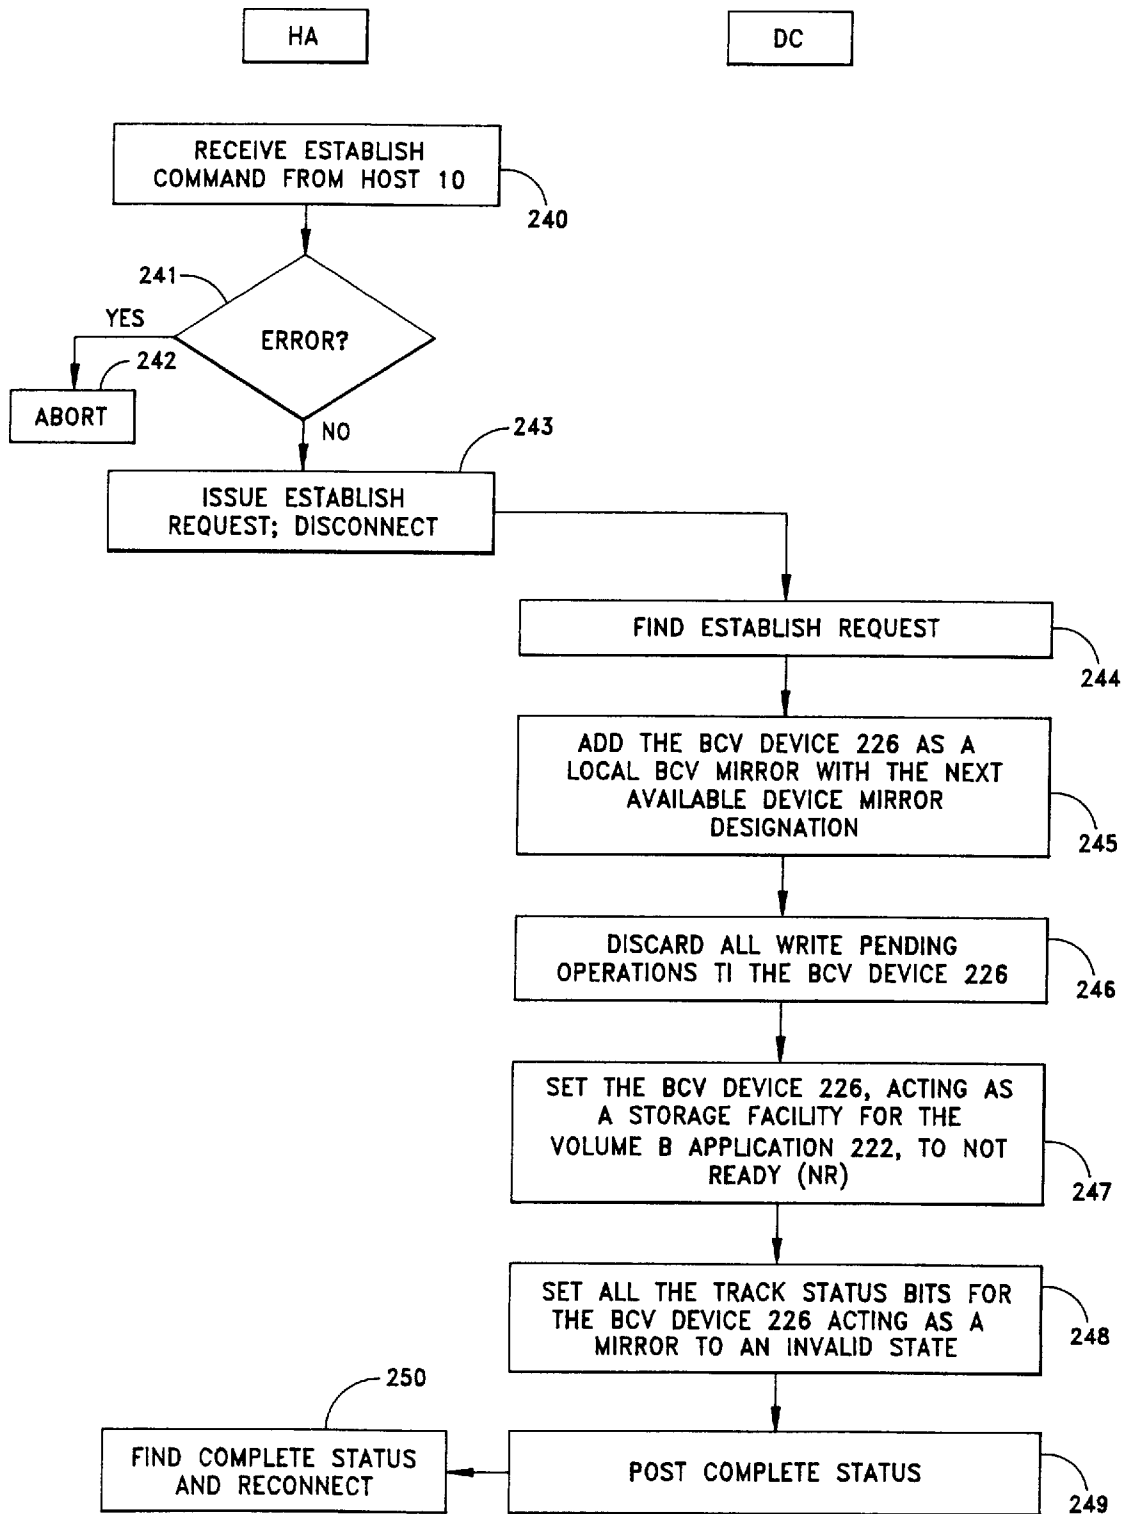 HA
DC
RECEIVE ESTABLISH
COMMAND FROM HOST 10
240
241
ERROR?
YES
242
ABORT
NO
243
ISSUE ESTABLISH
REQUEST; DISCONNECT
FIND ESTABLISH REQUEST
244
ADD THE BCV DEVICE 226 AS A
LOCAL BCV MIRROR WITH THE NEXT
AVAILABLE DEVICE MIRROR
DESIGNATION
245
DISCARD ALL WRITE PENDING
OPERATIONS TI THE BCV DEVICE 226
246
SET THE BCV DEVICE 226, ACTING AS
A STORAGE FACILITY FOR THE
VOLUME B APPLICATION 222, TO NOT
READY (NR)
247
SET ALL THE TRACK STATUS BITS FOR
THE BCV DEVICE 226 ACTING AS A
MIRROR TO AN INVALID STATE
248
250
FIND COMPLETE STATUS
AND RECONNECT
POST COMPLETE STATUS
249